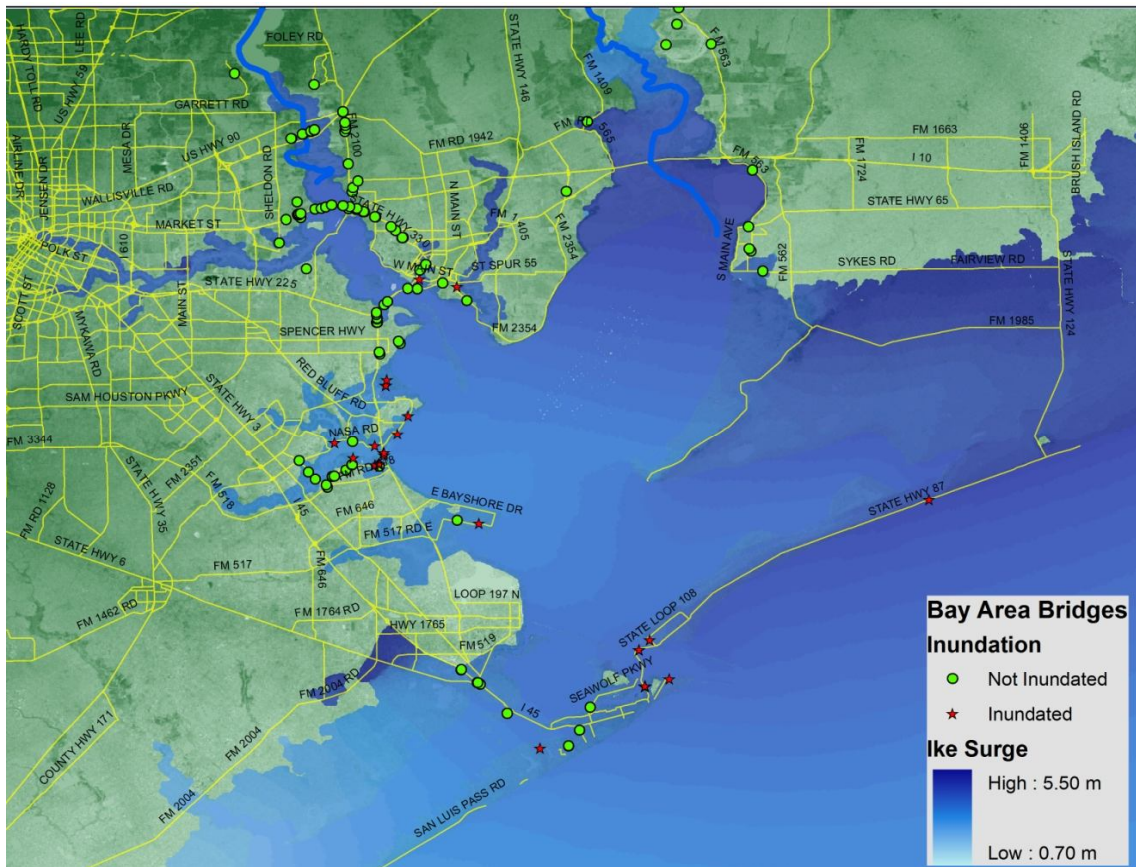 FOLEY RD
HARDY TOLL RD
LEE RD
US HWY 59
STATE HWY 146
FM 1409
FM 563
GARRETT RD
FM 2100
MESA DR
US HWY 90
FM RD 1942
FM 1663
FM 1406
BRUSH ISLAND RD
AIRLINE DR
JENSEN DR
WALLISVILLE RD
SHELDON RD
I 10
FM 563
FM 1724
N MAIN ST
STATE HWY 65
MARKET ST
STATE HWY 330
FM 1405
FM 2354
I 610
POLK ST
W MAIN ST
ST SPUR 55
S MAIN AVE
FM 562
SYKES RD
FAIRVIEW RD
STATE HWY 124
SCOTT ST
MAIN ST
STATE HWY 225
MYKAWA RD
SPENCER HWY
FM 2354
FM 1985
RED BLUFF RD
SAM HOUSTON PKWY
STATE HWY 3
NASA RD
FM 3344
FM 2351
FM 518
STATE HWY 35
FM RD 1128
I 45
FM 646
E BAYSHORE DR
STATE HWY 87
FM 517 RD E
STATE HWY 6
FM 517
FM 646
LOOP 197 N
FM 1462 RD
FM 1764 RD
HWY 1765
FM 519
STATE LOOP 108
FM 2004 RD
SEAWOLF PKWY
I 45
COUNTY HWY 171
FM 2004
FM 2004
SAN LUIS PASS RD
Bay Area Bridges
Inundation
Not Inundated
Inundated
Ike Surge
High : 5.50 m
Low : 0.70 m